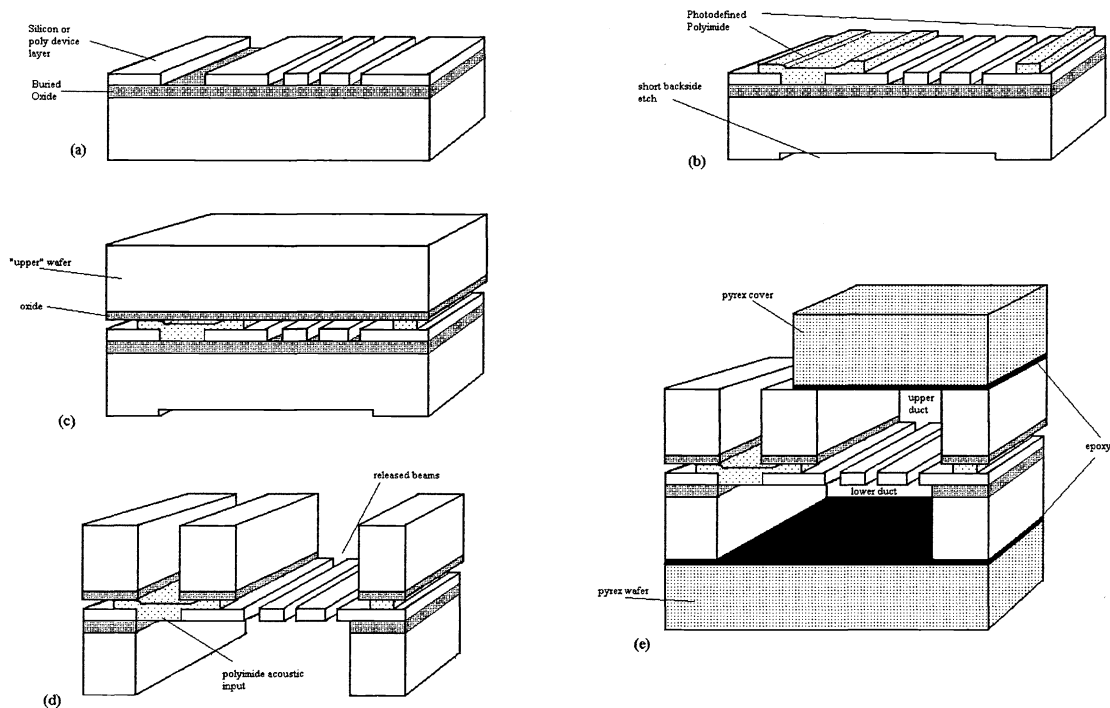 Silicon or
poly device
layer
Buried
Oxide
(a)
Photodefined
Polyimide
short backside
etch
(b)
"upper" wafer
oxide
(c)
released beams
polyimide acoustic
input
(d)
pyrex cover
upper
duct
epoxy
lower duct
pyrex wafer
(e)